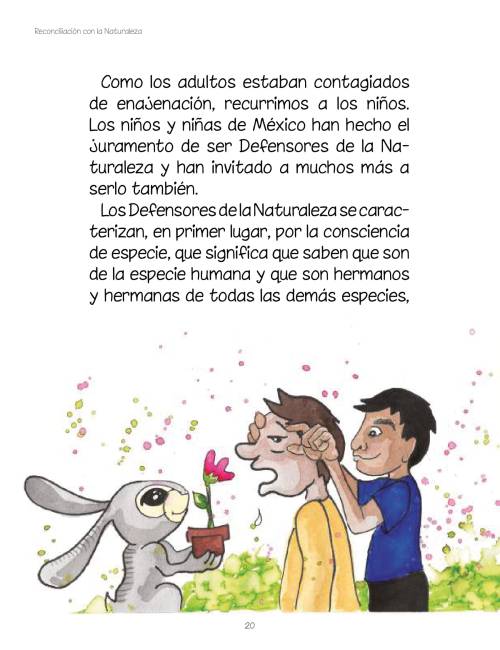 Reconciliación con la Naturaleza
Como los adultos estaban contagiados
de enajenación, recurrimos a los niños.
Los niños y niñas de México han hecho el
juramento de ser Defensores de la Na-
turaleza y han invitado a muchos más a
serlo también.
Los Defensores de la Naturaleza se carac-
terizan, en primer lugar, por la consciencia
de especie, que significa que saben que son
de la especie humana y que son hermanos
y hermanas de todas las demás especies,
20